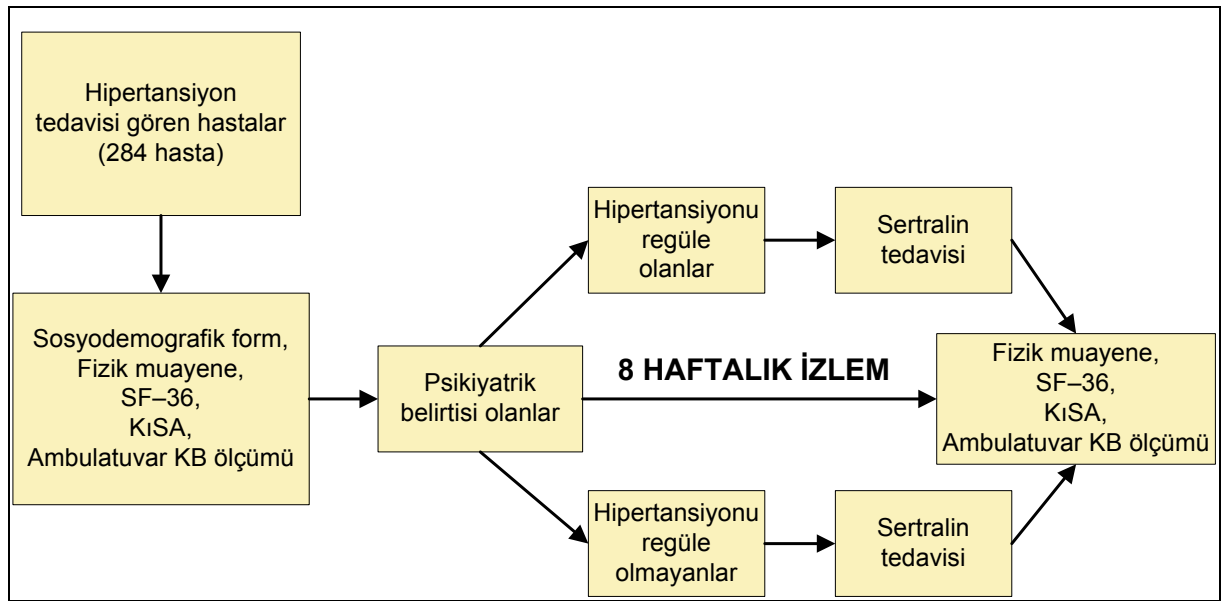 Hipertansiyon
tedavisi gören hastalar
(284 hasta)
Sosyodemografik form,
Fizik muayene,
SF–36,
KıSA,
Ambulatuvar KB ölçümü
Psikiyatrik
belirtisi olanlar
Hipertansiyonu
regüle
olanlar
Sertralin
tedavisi
8 HAFTALIK İZLEM
Hipertansiyonu
regüle
olmayanlar
Sertralin
tedavisi
Fizik muayene,
SF–36,
KıSA,
Ambulatuvar KB ölçümü